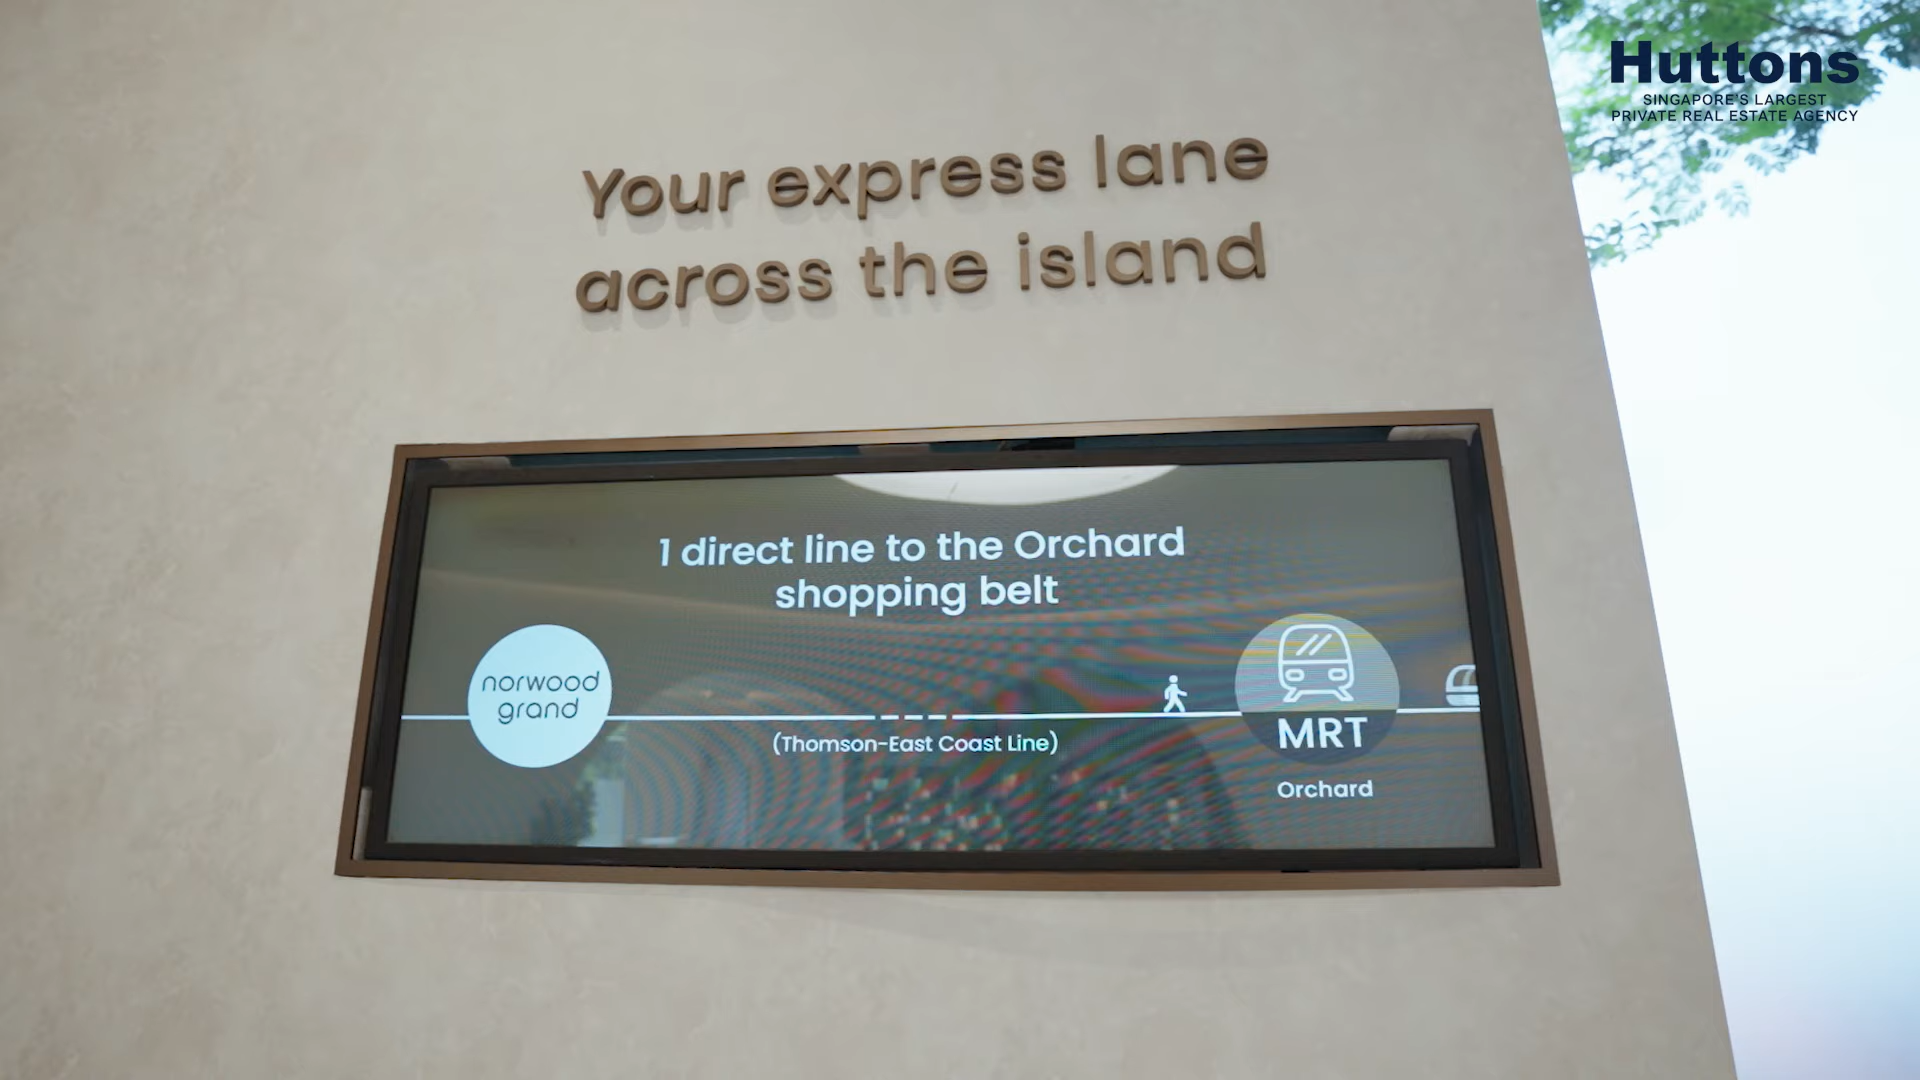 Huttons
SINGAPORE'S LARGEST
PRIVATE REAL ESTATE AGENCY
Your express lane
across the island
1 direct line to the Orchard
shopping belt
norwood
grand
(Thomson-East Coast Line)
MRT
Orchard